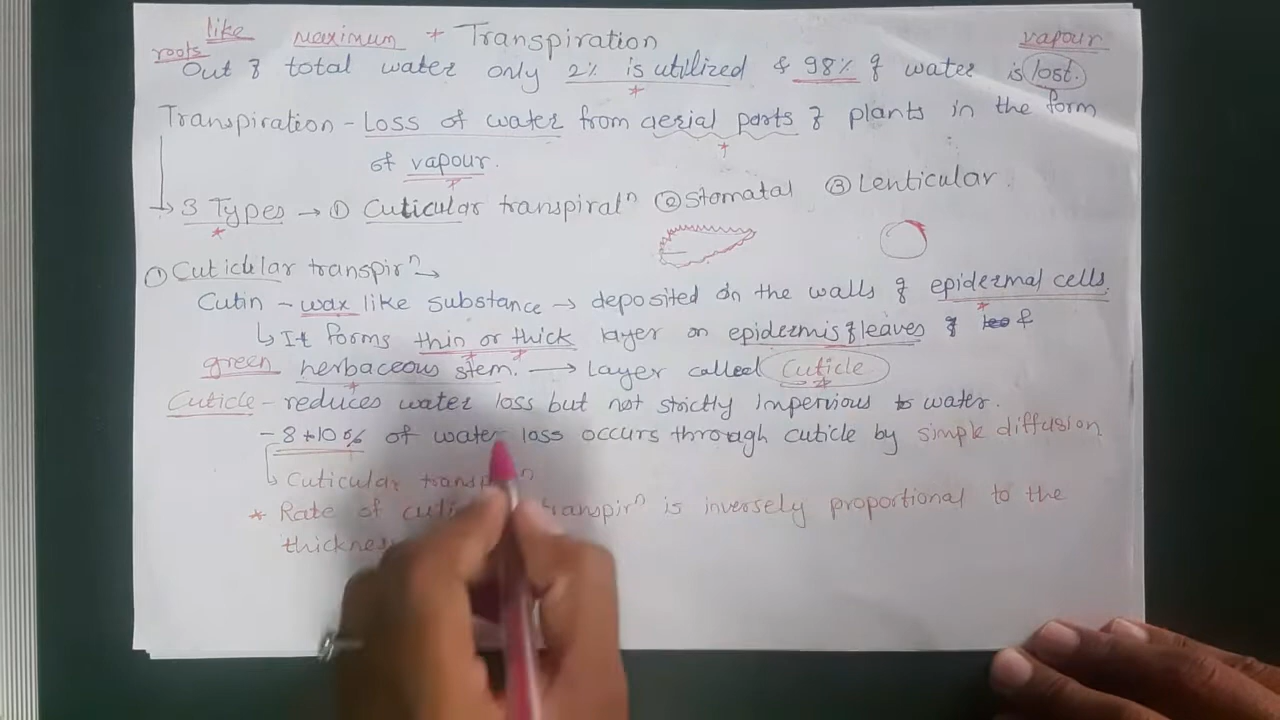 like maximum * Transpiration vapour
roots
Out of total water only 2% is utilized & 98% of water is lost.
Transpiration - Loss of water from aerial parts of plants in the form
of vapour.
3 Types → ① Cuticular transpiratⁿ ② Stomatal ③ Lenticular.
① Cuticular transpirⁿ →
Cutin - wax like substance → deposited on the walls of epidermal cells.
↳ It forms thin or thick layer on epidermis of leaves of &
green herbaceous stem. → layer called Cuticle
Cuticle - reduces water loss but not strictly impervious to water.
- 8 to 10% of water loss occurs through cuticle by simple diffusion
↳ Cuticular
* Rate of transpirⁿ is inversely proportional to the